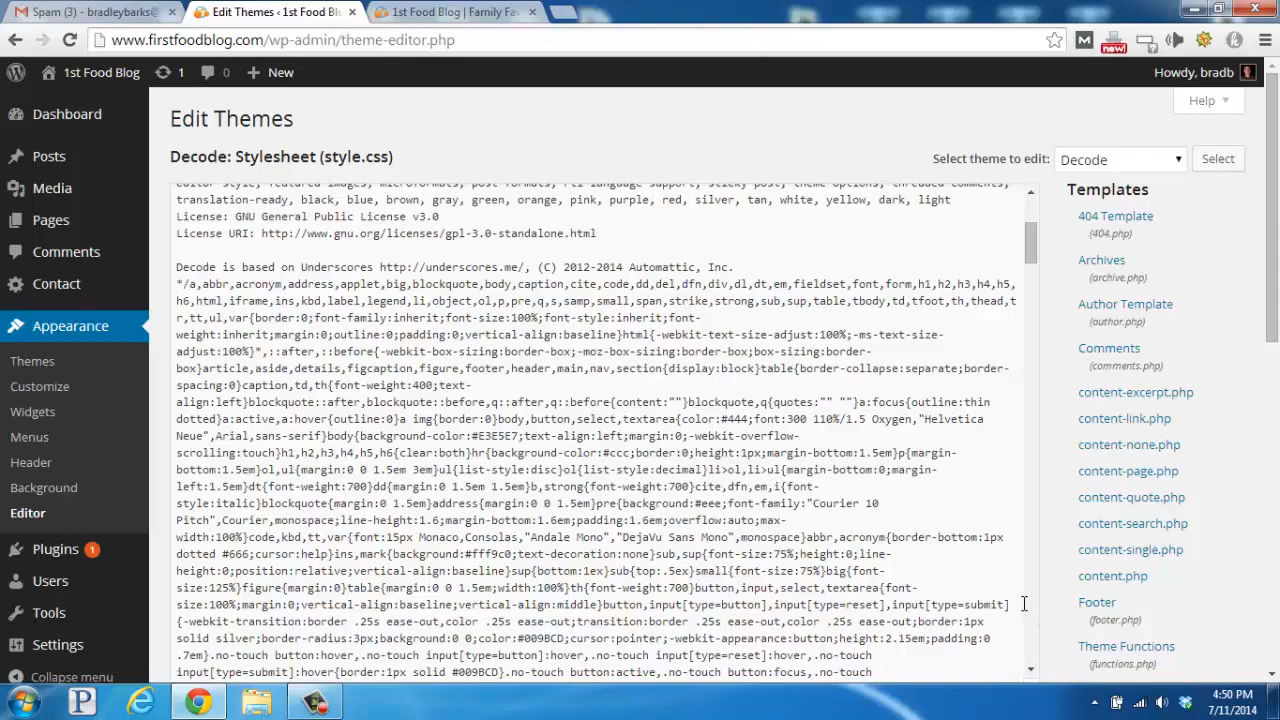 Spam (3) - bradleybarks@
Edit Themes ‹ 1st Food Bl
1st Food Blog | Family Fa
www.firstfoodblog.com/wp-admin/theme-editor.php
new!
1st Food Blog
1
0
+ New
Howdy, bradb
Dashboard
Posts
Media
Pages
Comments
Contact
Appearance
Themes
Customize
Widgets
Menus
Header
Background
Editor
Plugins 1
Users
Tools
Settings
Collapse menu
Help
Edit Themes
Decode: Stylesheet (style.css)
Select theme to edit: Decode Select
editor style, featured images, microformats, post formats, rtl language support, sticky post, theme options, threaded comments,
translation-ready, black, blue, brown, gray, green, orange, pink, purple, red, silver, tan, white, yellow, dark, light
License: GNU General Public License v3.0
License URI: http://www.gnu.org/licenses/gpl-3.0-standalone.html
Decode is based on Underscores http://underscores.me/, (C) 2012-2014 Automattic, Inc.
*/a,abbr,acronym,address,applet,big,blockquote,body,caption,cite,code,dd,del,dfn,div,dl,dt,em,fieldset,font,form,h1,h2,h3,h4,h5,
h6,html,iframe,ins,kbd,label,legend,li,object,ol,p,pre,q,s,samp,small,span,strike,strong,sub,sup,table,tbody,td,tfoot,th,thead,t
r,tt,ul,var{border:0;font-family:inherit;font-size:100%;font-style:inherit;font-
weight:inherit;margin:0;outline:0;padding:0;vertical-align:baseline}html{-webkit-text-size-adjust:100%;-ms-text-size-
adjust:100%}*,::after,::before{-webkit-box-sizing:border-box;-moz-box-sizing:border-box;box-sizing:border-
box}article,aside,details,figcaption,figure,footer,header,main,nav,section{display:block}table{border-collapse:separate;border-
spacing:0}caption,td,th{font-weight:400;text-
align:left}blockquote::after,blockquote::before,q::after,q::before{content:""}blockquote,q{quotes:"" ""}a:focus{outline:thin
dotted}a:active,a:hover{outline:0}a img{border:0}body,button,select,textarea{color:#444;font:300 110%/1.5 Oxygen,"Helvetica
Neue",Arial,sans-serif}body{background-color:#E3E5E7;text-align:left;margin:0;-webkit-overflow-
scrolling:touch}h1,h2,h3,h4,h5,h6{clear:both}hr{background-color:#ccc;border:0;height:1px;margin-bottom:1.5em}p{margin-
bottom:1.5em}ol,ul{margin:0 0 1.5em 3em}ul{list-style:disc}ol{list-style:decimal}li>ol,li>ul{margin-bottom:0;margin-
left:1.5em}dt{font-weight:700}dd{margin:0 1.5em 1.5em}b,strong{font-weight:700}cite,dfn,em,i{font-
style:italic}blockquote{margin:0 1.5em}address{margin:0 0 1.5em}pre{background:#eee;font-family:"Courier 10
Pitch",Courier,monospace;line-height:1.6;margin-bottom:1.6em;padding:1.6em;overflow:auto;max-
width:100%}code,kbd,tt,var{font:15px Monaco,Consolas,"Andale Mono","DejaVu Sans Mono",monospace}abbr,acronym{border-bottom:1px
dotted #666;cursor:help}ins,mark{background:#fff9c0;text-decoration:none}sub,sup{font-size:75%;height:0;line-
height:0;position:relative;vertical-align:baseline}sup{bottom:1ex}sub{top:.5ex}small{font-size:75%}big{font-
size:125%}figure{margin:0}table{margin:0 0 1.5em;width:100%}th{font-weight:700}button,input,select,textarea{font-
size:100%;margin:0;vertical-align:baseline;vertical-align:middle}button,input[type=button],input[type=reset],input[type=submit]
{-webkit-transition:border .25s ease-out,color .25s ease-out;transition:border .25s ease-out,color .25s ease-out;border:1px
solid silver;border-radius:3px;background:0 0;color:#009BCD;cursor:pointer;-webkit-appearance:button;height:2.15em;padding:0
.7em}.no-touch button:hover,.no-touch input[type=button]:hover,.no-touch input[type=reset]:hover,.no-touch
input[type=submit]:hover{border:1px solid #009BCD}.no-touch button:active,.no-touch button:focus,.no-touch
Templates
404 Template
(404.php)
Archives
(archive.php)
Author Template
(author.php)
Comments
(comments.php)
content-excerpt.php
content-link.php
content-none.php
content-page.php
content-quote.php
content-search.php
content-single.php
content.php
Footer
(footer.php)
Theme Functions
(functions.php)
4:50 PM
7/11/2014